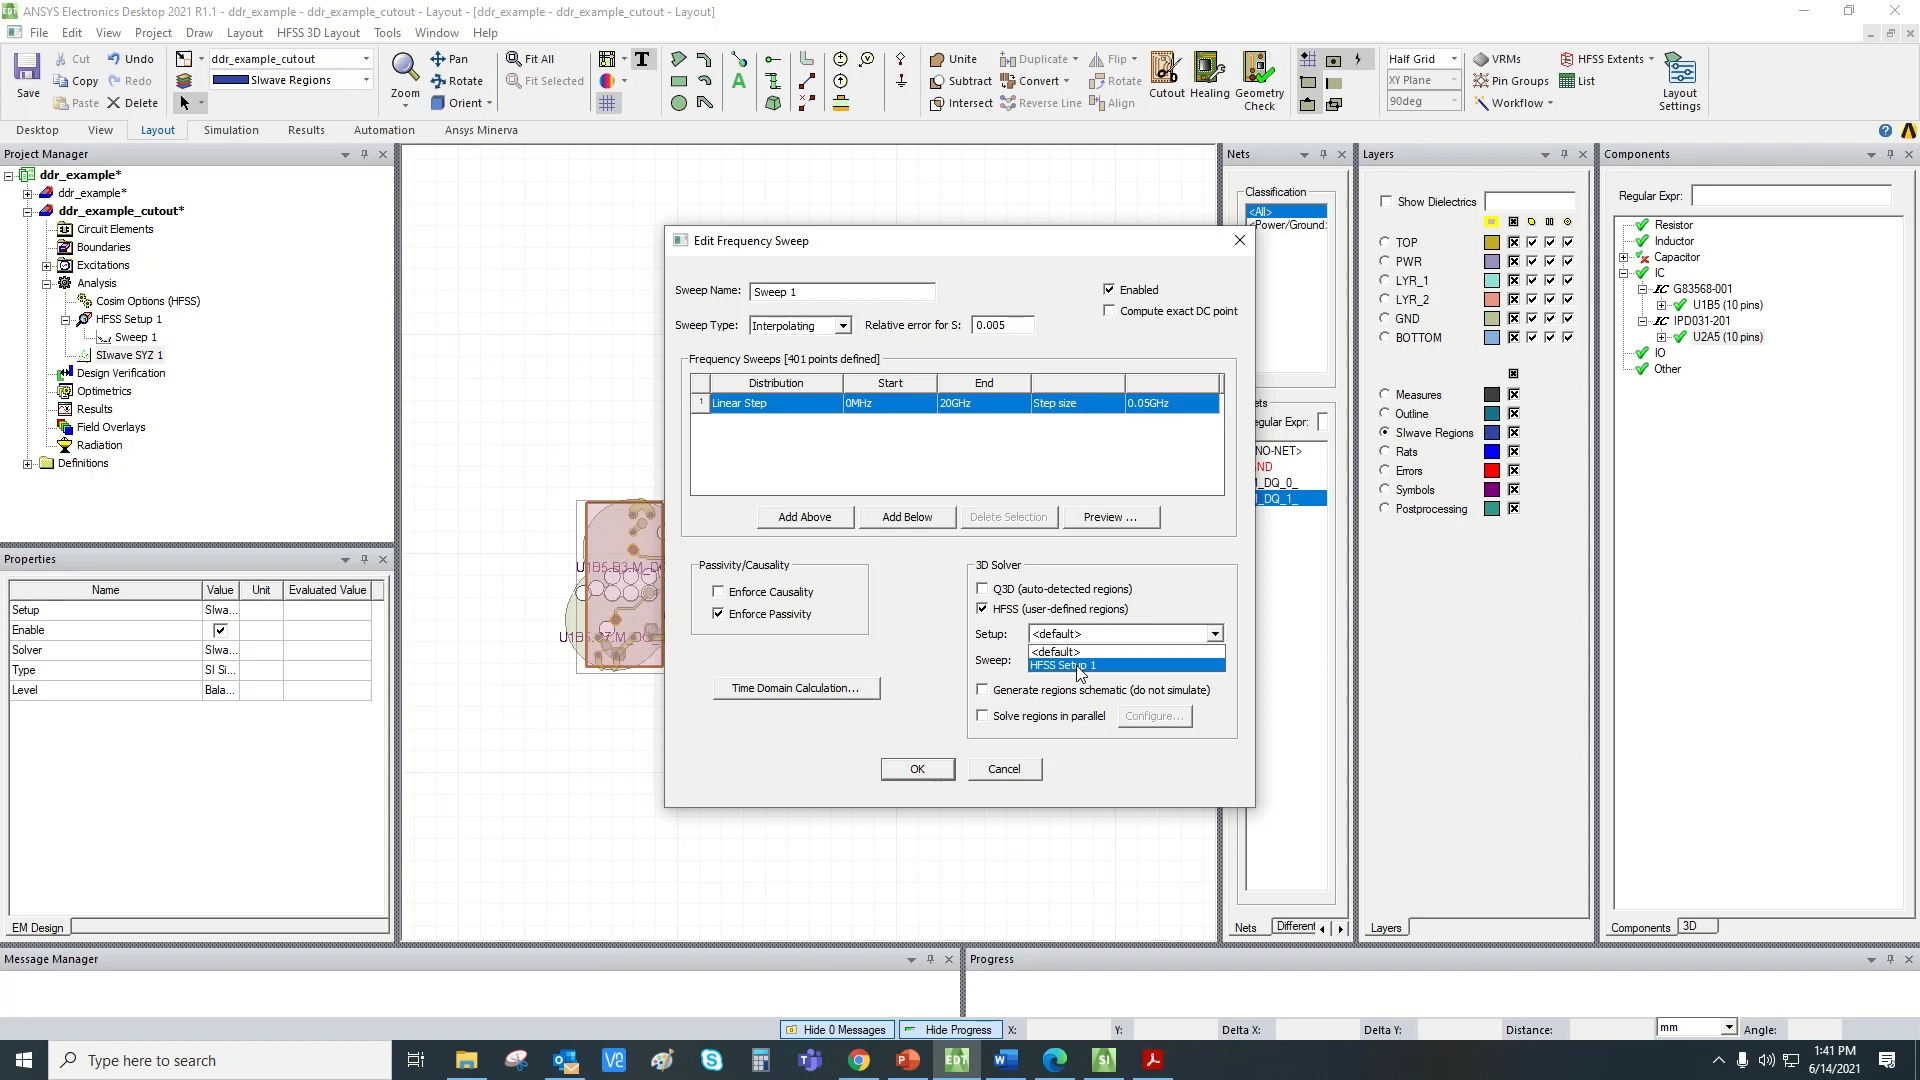 ANSYS Electronics Desktop 2021 R1.1 - ddr_example - ddr_example_cutout - Layout - [ddr_example - ddr_example_cutout - Layout]
File Edit View Project Draw Layout HFSS 3D Layout Tools Window Help
Save
Cut
Copy
Paste
Undo
Redo
Delete
ddr_example_cutout
SIwave Regions
Zoom
Pan
Rotate
Orient
Fit All
Fit Selected
Unite
Subtract
Intersect
Duplicate
Convert
Reverse Line
Flip
Rotate
Align
Cutout
Healing
Geometry
Check
Half Grid
XY Plane
90deg
VRMs
Pin Groups
Workflow
HFSS Extents
List
Layout
Settings
Desktop View Layout Simulation Results Automation Ansys Minerva
Project Manager
ddr_example*
ddr_example*
ddr_example_cutout*
Circuit Elements
Boundaries
Excitations
Analysis
Cosim Options (HFSS)
HFSS Setup 1
Sweep 1
SIwave SYZ 1
Design Verification
Optimetrics
Results
Field Overlays
Radiation
Definitions
Properties
Name Value Unit Evaluated Value
Setup SIwa...
Enable
Solver SIwa...
Type SI Si...
Level Bala...
EM Design
Edit Frequency Sweep
Sweep Name: Sweep 1
Enabled
Sweep Type: Interpolating Relative error for S: 0.005
Compute exact DC point
Frequency Sweeps [401 points defined]
Distribution Start End
1 Linear Step 0MHz 20GHz Step size 0.05GHz
Add Above Add Below Delete Selection Preview ...
Passivity/Causality
Enforce Causality
Enforce Passivity
Time Domain Calculation...
3D Solver
Q3D (auto-detected regions)
HFSS (user-defined regions)
Setup: <default>
<default>
HFSS Setup 1
Sweep:
Generate regions schematic (do not simulate)
Solve regions in parallel Configure...
OK Cancel
Nets
Classification
<All>
<Power/Ground>
egular Expr:
NO-NET>
ND
_DQ_0_
_DQ_1_
Nets Different
Layers
Show Dielectrics
TOP
PWR
LYR_1
LYR_2
GND
BOTTOM
Measures
Outline
SIwave Regions
Rats
Errors
Symbols
Postprocessing
Layers
Components
Regular Expr:
Resistor
Inductor
Capacitor
IC
G83568-001
U1B5 (10 pins)
IPD031-201
U2A5 (10 pins)
IO
Other
Components 3D
Message Manager
Progress
Hide 0 Messages Hide Progress X: Y: Delta X: Delta Y: Distance: mm Angle:
Type here to search
1:41 PM
6/14/2021